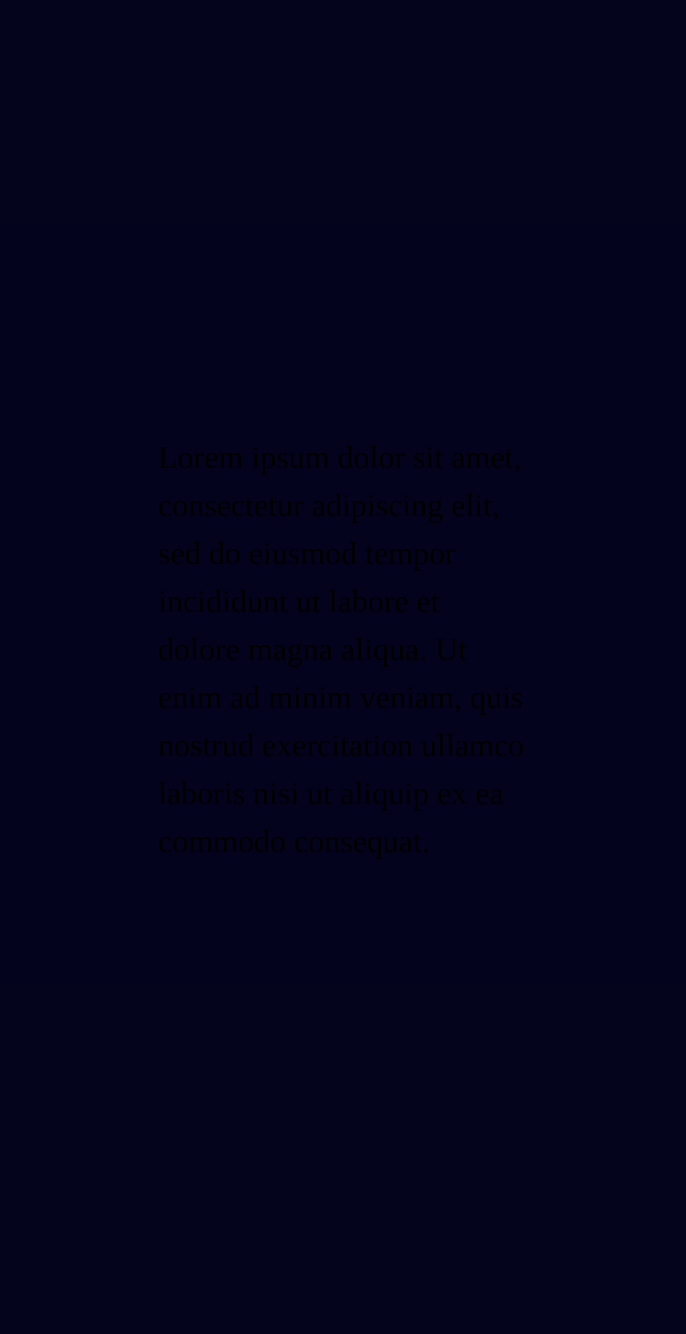 Lorem ipsum dolor sit amet,
consectetur adipiscing elit,
sed do eiusmod tempor
incididunt ut labore et
dolore magna aliqua. Ut
enim ad minim veniam, quis
nostrud exercitation ullamco
laboris nisi ut aliquip ex ea
commodo consequat.